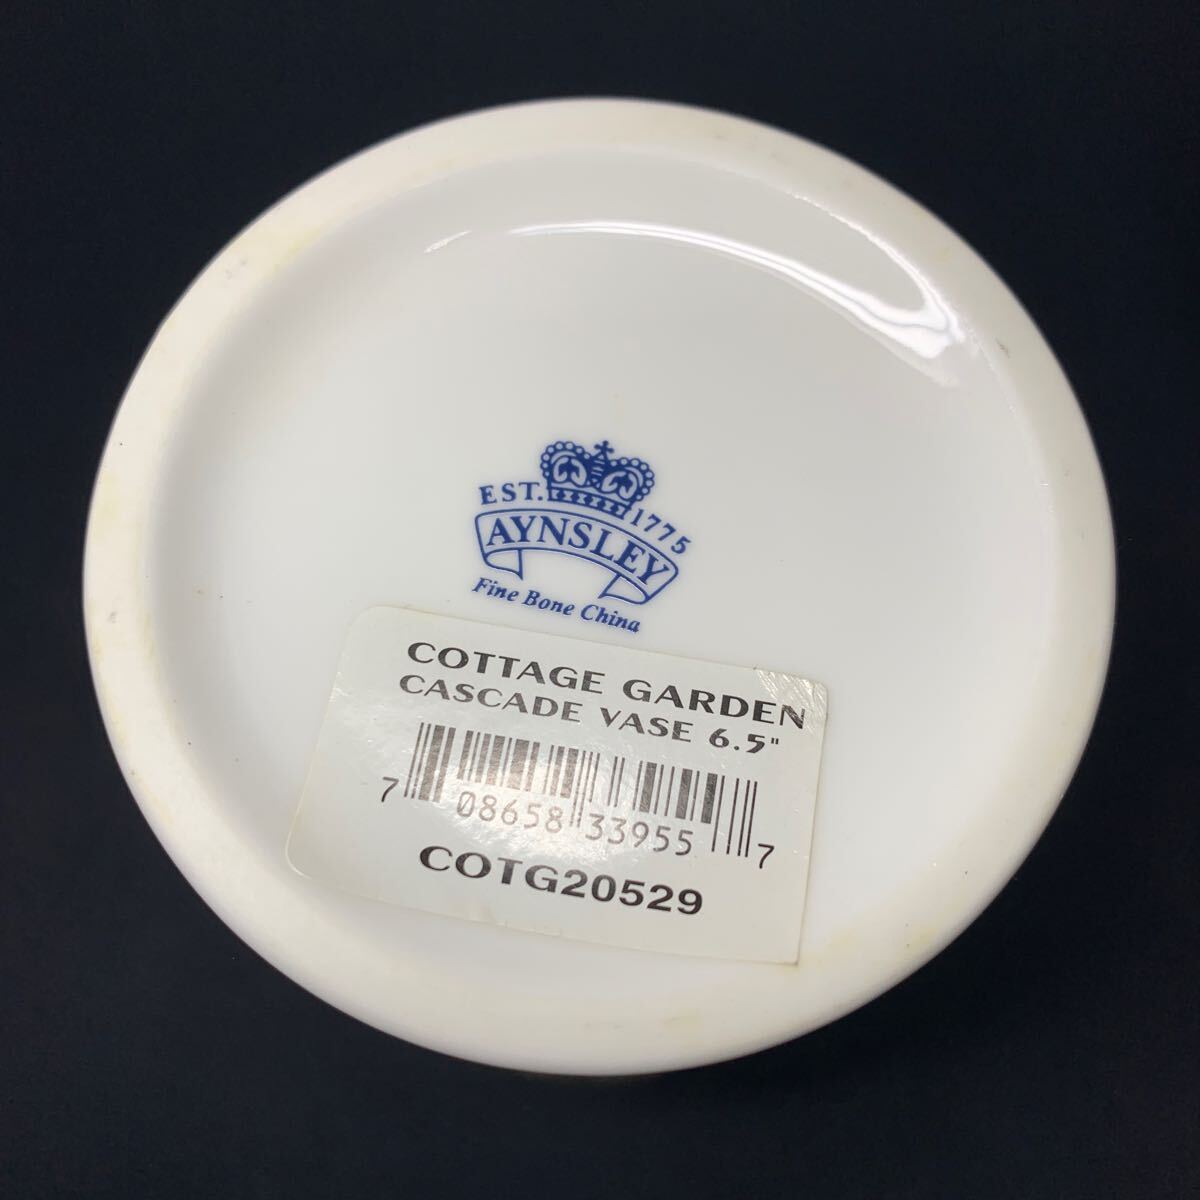 EST. 1775
AYNSLEY
Fine Bone China
COTTAGE GARDEN
CASCADE VASE 6.5"
7 08658 33955 7
COTG20529